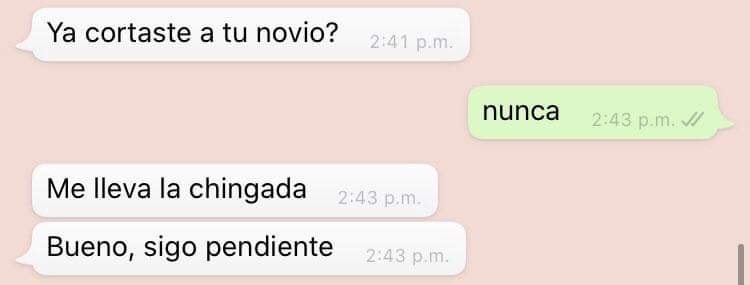 Ya cortaste a tu novio? 2:41 p.m.
nunca 2:43 p.m.
Me lleva la chingada 2:43 p.m.
Bueno, sigo pendiente 2:43 p.m.